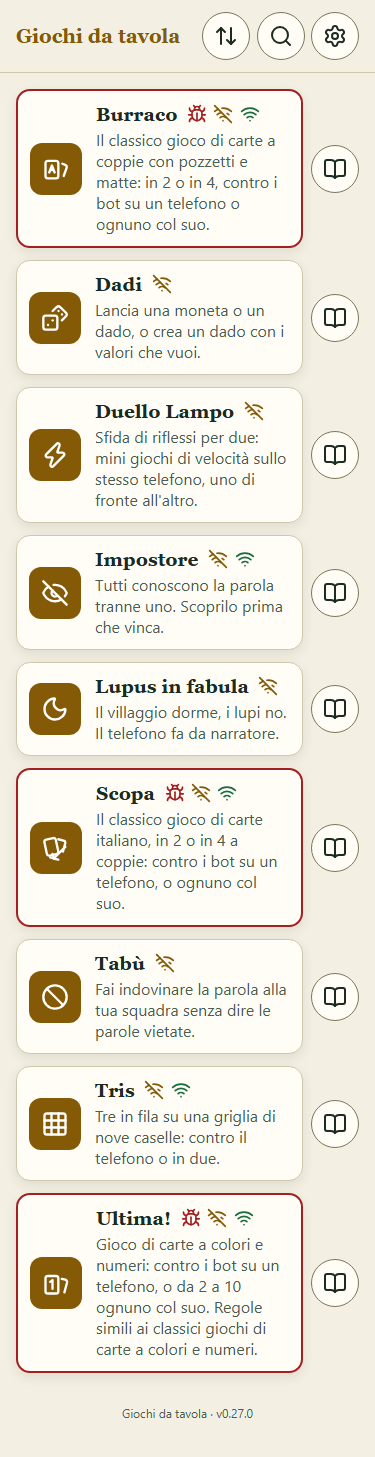 Giochi da tavola
Burraco
Il classico gioco di carte a
coppie con pozzetti e
matte: in 2 o in 4, contro i
bot su un telefono o
ognuno col suo.
Dadi
Lancia una moneta o un
dado, o crea un dado con i
valori che vuoi.
Duello Lampo
Sfida di riflessi per due:
mini giochi di velocità sullo
stesso telefono, uno di
fronte all'altro.
Impostore
Tutti conoscono la parola
tranne uno. Scoprilo prima
che vinca.
Lupus in fabula
Il villaggio dorme, i lupi no.
Il telefono fa da narratore.
Scopa
Il classico gioco di carte
italiano, in 2 o in 4 a
coppie: contro i bot su un
telefono, o ognuno col
suo.
Tabù
Fai indovinare la parola alla
tua squadra senza dire le
parole vietate.
Tris
Tre in fila su una griglia di
nove caselle: contro il
telefono o in due.
Ultima!
Gioco di carte a colori e
numeri: contro i bot su un
telefono, o da 2 a 10
ognuno col suo. Regole
simili ai classici giochi di
carte a colori e numeri.
Giochi da tavola · v0.27.0